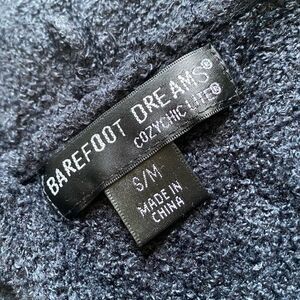 BAREFOOT DREAMS®
COZYCHIC LITE®
S/M
MADE IN
CHINA